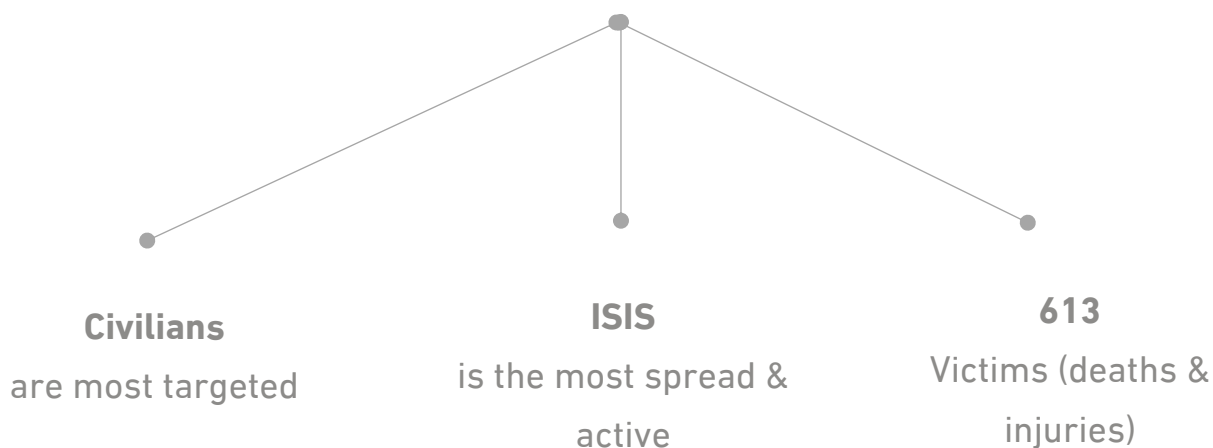 Civilians
are most targeted
ISIS
is the most spread &
active
613
Victims (deaths &
injuries)